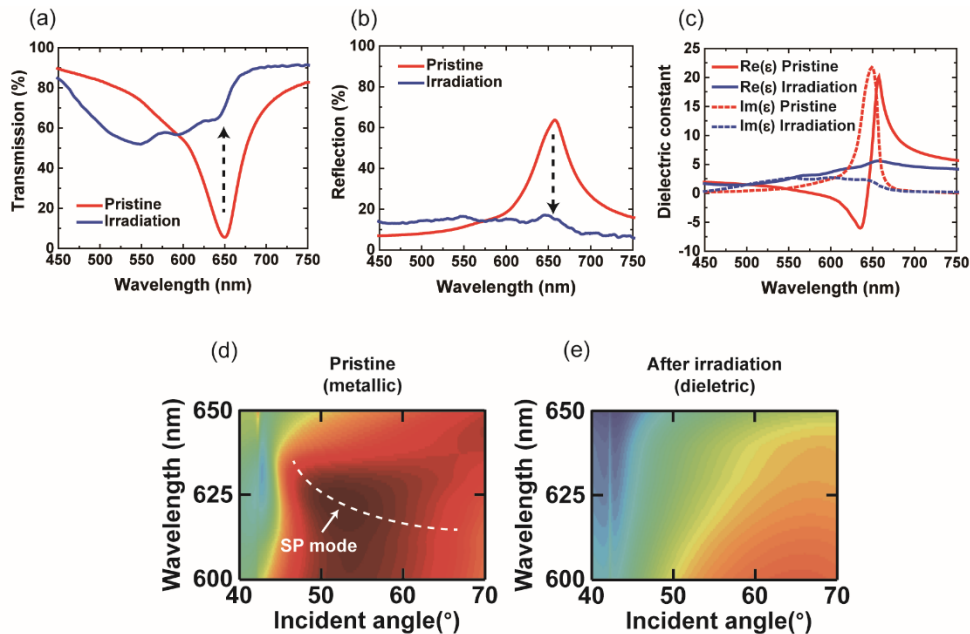 (a)
100
80
60
40
20
0
Transmission (%)
Pristine
Irradiation
450 500 550 600 650 700 750
Wavelength (nm)
(b)
100
80
60
40
20
0
Reflection (%)
Pristine
Irradiation
450 500 550 600 650 700 750
Wavelength (nm)
(c)
25
20
15
10
5
0
-5
-10
Dielectric constant
Re(ε) Pristine
Re(ε) Irradiation
Im(ε) Pristine
Im(ε) Irradiation
450 500 550 600 650 700 750
Wavelength (nm)
(d)
Pristine
(metallic)
650
625
600
Wavelength (nm)
SP mode
40 50 60 70
Incident angle(°)
(e)
After irradiation
(dieletric)
650
625
600
Wavelength (nm)
40 50 60 70
Incident angle(°)